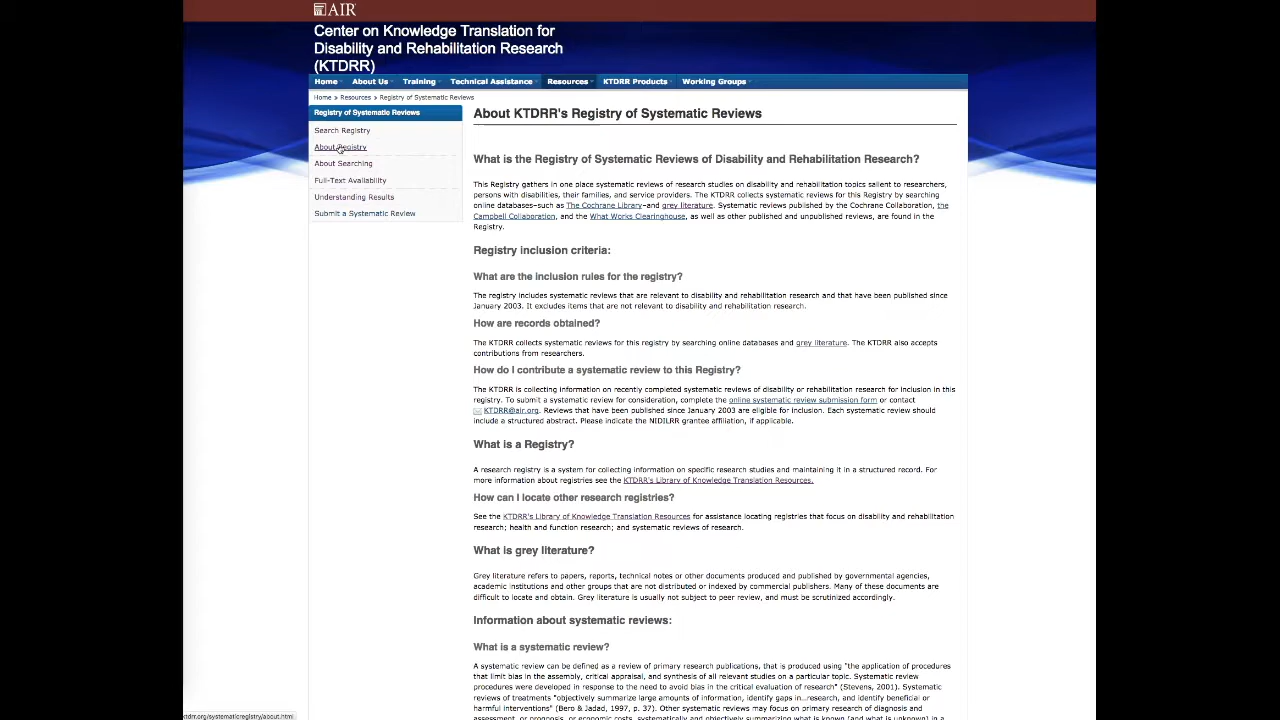 AIR
Center on Knowledge Translation for
Disability and Rehabilitation Research
(KTDRR)
Home About Us Training Technical Assistance Resources KTDRR Products Working Groups
Home » Resources » Registry of Systematic Reviews
Registry of Systematic Reviews
Search Registry
About Registry
About Searching
Full-Text Availability
Understanding Results
Submit a Systematic Review
About KTDRR's Registry of Systematic Reviews
What is the Registry of Systematic Reviews of Disability and Rehabilitation Research?
This Registry gathers in one place systematic reviews of research studies on disability and rehabilitation topics salient to researchers,
persons with disabilities, their families, and service providers. The KTDRR collects systematic reviews for this Registry by searching
online databases–such as The Cochrane Library–and grey literature. Systematic reviews published by the Cochrane Collaboration, the
Campbell Collaboration, and the What Works Clearinghouse, as well as other published and unpublished reviews, are found in the
Registry.
Registry inclusion criteria:
What are the inclusion rules for the registry?
The registry includes systematic reviews that are relevant to disability and rehabilitation research and that have been published since
January 2003. It excludes items that are not relevant to disability and rehabilitation research.
How are records obtained?
The KTDRR collects systematic reviews for this registry by searching online databases and grey literature. The KTDRR also accepts
contributions from researchers.
How do I contribute a systematic review to this Registry?
The KTDRR is collecting information on recently completed systematic reviews of disability or rehabilitation research for inclusion in this
registry. To submit a systematic review for consideration, complete the online systematic review submission form or contact
KTDRR@air.org. Reviews that have been published since January 2003 are eligible for inclusion. Each systematic review should
include a structured abstract. Please indicate the NIDILRR grantee affiliation, if applicable.
What is a Registry?
A research registry is a system for collecting information on specific research studies and maintaining it in a structured record. For
more information about registries see the KTDRR's Library of Knowledge Translation Resources.
How can I locate other research registries?
See the KTDRR's Library of Knowledge Translation Resources for assistance locating registries that focus on disability and rehabilitation
research; health and function research; and systematic reviews of research.
What is grey literature?
Grey literature refers to papers, reports, technical notes or other documents produced and published by governmental agencies,
academic institutions and other groups that are not distributed or indexed by commercial publishers. Many of these documents are
difficult to locate and obtain. Grey literature is usually not subject to peer review, and must be scrutinized accordingly.
Information about systematic reviews:
What is a systematic review?
A systematic review can be defined as a review of primary research publications, that is produced using "the application of procedures
that limit bias in the assembly, critical appraisal, and synthesis of all relevant studies on a particular topic. Systematic review
procedures were developed in response to the need to avoid bias in the critical evaluation of research" (Stevens, 2001). Systematic
reviews of treatments "objectively summarize large amounts of information, identify gaps in...research, and identify beneficial or
harmful interventions" (Bero & Jadad, 1997, p. 37). Other systematic reviews may focus on primary research of diagnosis and
assessment, or prognosis, or economic costs, systematically and objectively summarizing what is known (and what is unknown) in a
ktdrr.org/systematicregistry/about.html